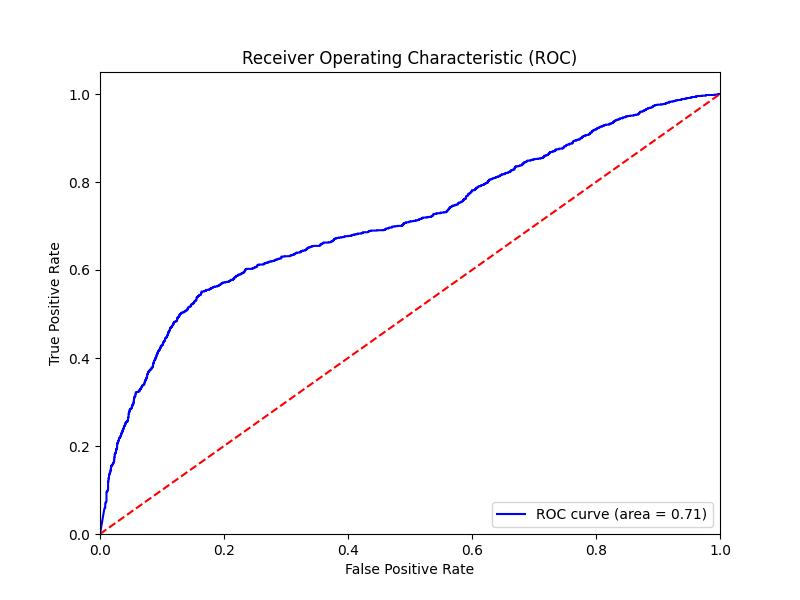 Receiver Operating Characteristic (ROC)
True Positive Rate
1.0
0.8
0.6
0.4
0.2
0.0
0.0 0.2 0.4 0.6 0.8 1.0
False Positive Rate
ROC curve (area = 0.71)